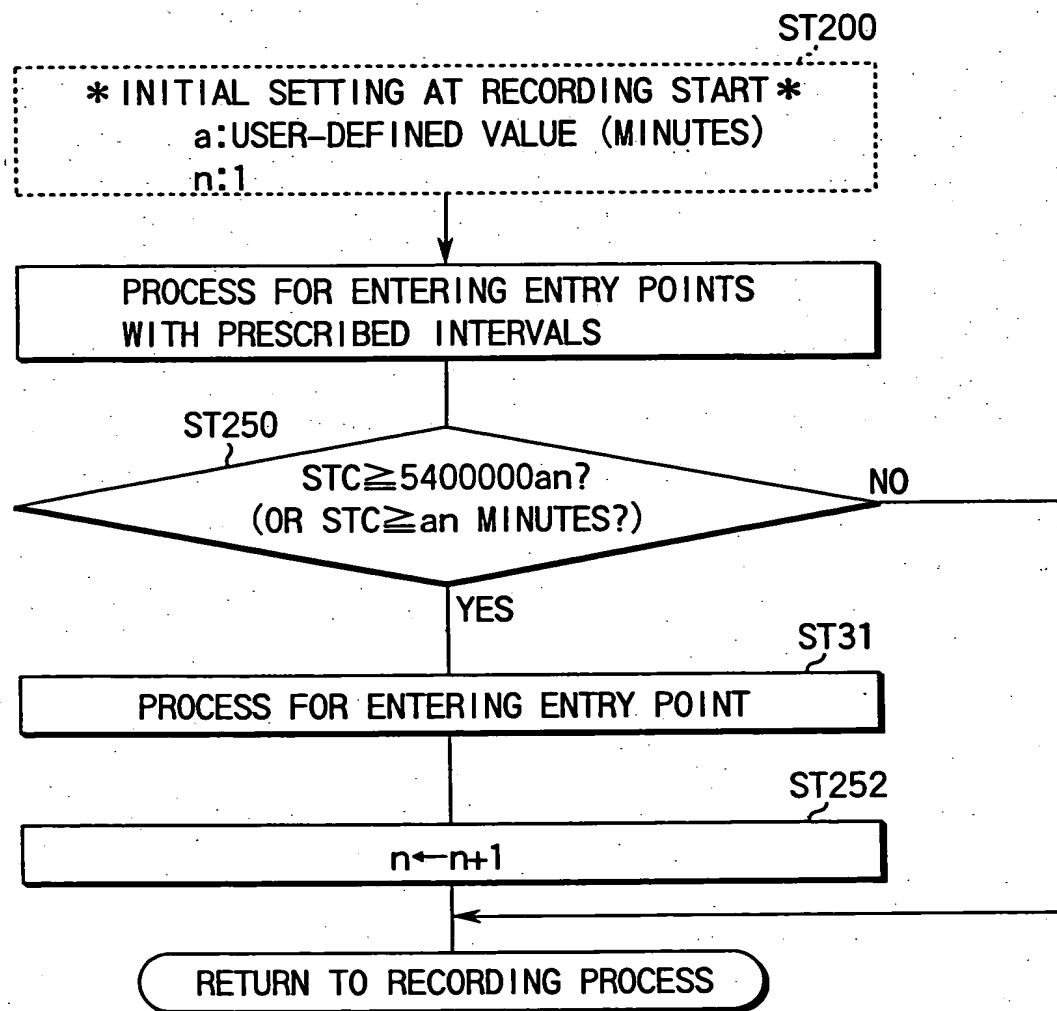 ST200
*INITIAL SETTING AT RECORDING START*
a:USER-DEFINED VALUE (MINUTES)
n:1
PROCESS FOR ENTERING ENTRY POINTS
WITH PRESCRIBED INTERVALS
ST250
STC≧5400000an?
(OR STC≧an MINUTES?)
NO
YES
ST31
PROCESS FOR ENTERING ENTRY POINT
ST252
n←n+1
RETURN TO RECORDING PROCESS